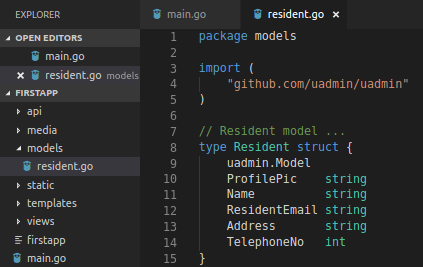 EXPLORER
OPEN EDITORS
main.go
resident.go models
FIRSTAPP
api
media
models
resident.go
static
templates
views
firstapp
main.go
main.go resident.go
1 package models
2
3 import (
4 "github.com/uadmin/uadmin"
5 )
6
7 // Resident model ...
8 type Resident struct {
9 uadmin.Model
10 ProfilePic string
11 Name string
12 ResidentEmail string
13 Address string
14 TelephoneNo int
15 }